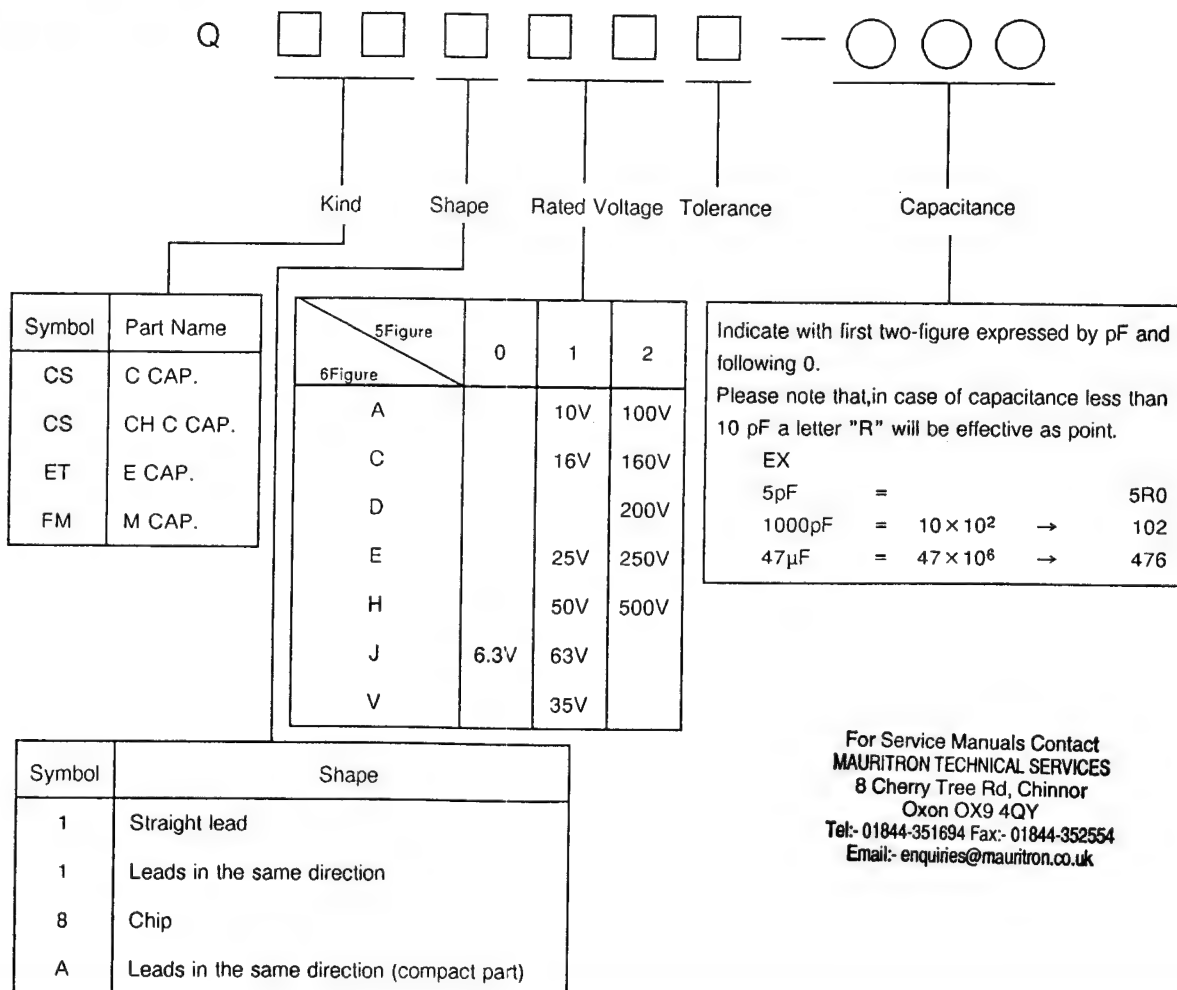 Q □ □ □ □ □ □ — ○ ○ ○
Kind Shape Rated Voltage Tolerance Capacitance
Symbol Part Name
CS C CAP.
CS CH C CAP.
ET E CAP.
FM M CAP.
5Figure
6Figure
0 1 2
A 10V 100V
C 16V 160V
D 200V
E 25V 250V
H 50V 500V
J 6.3V 63V
V 35V
Indicate with first two-figure expressed by pF and
following 0.
Please note that,in case of capacitance less than
10 pF a letter "R" will be effective as point.
EX
5pF = 5R0
1000pF = 10×10² → 102
47µF = 47×10⁶ → 476
Symbol Shape
1 Straight lead
1 Leads in the same direction
8 Chip
A Leads in the same direction (compact part)
For Service Manuals Contact
MAURITRON TECHNICAL SERVICES
8 Cherry Tree Rd, Chinnor
Oxon OX9 4QY
Tel:- 01844-351694 Fax:- 01844-352554
Email:- enquiries@mauritron.co.uk